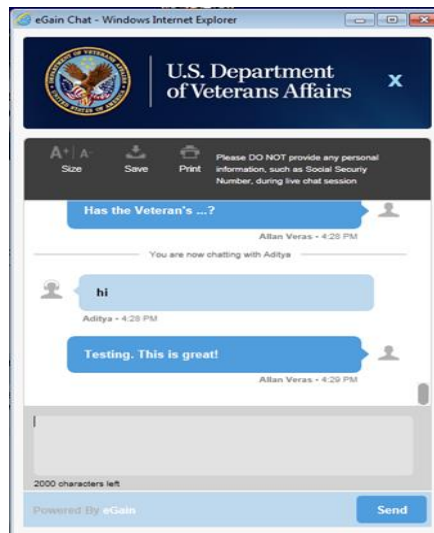 eGain Chat - Windows Internet Explorer
U.S. Department
of Veterans Affairs
X
A+ A-
Size
Save
Print
Please DO NOT provide any personal
information, such as Social Securiy
Number, during live chat session
Has the Veteran's ...?
Allan Veras - 4:28 PM
You are now chatting with Aditya
hi
Aditya - 4:28 PM
Testing. This is great!
Allan Veras - 4:29 PM
2000 characters left
Powered By eGain
Send